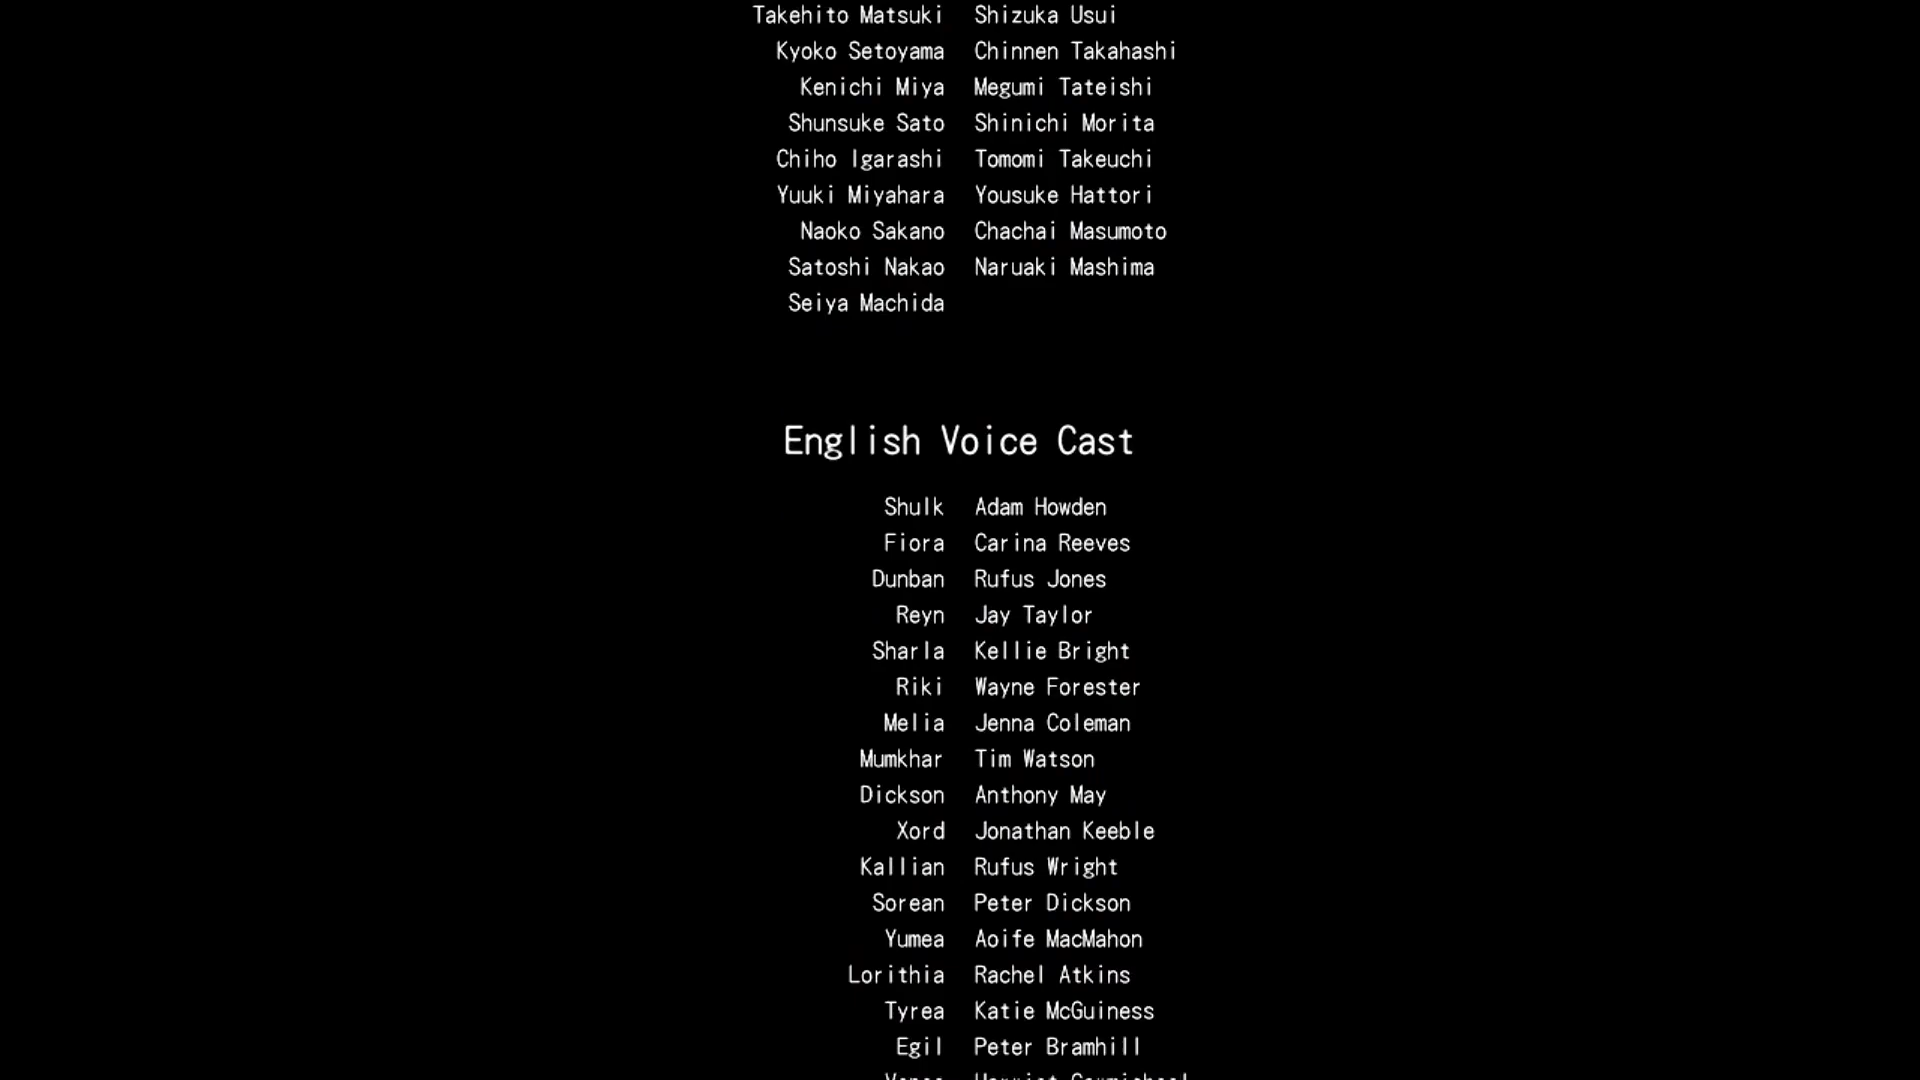 Takehito Matsuki Shizuka Usui
Kyoko Setoyama Chinnen Takahashi
Kenichi Miya Megumi Tateishi
Shunsuke Sato Shinichi Morita
Chiho Igarashi Tomomi Takeuchi
Yuuki Miyahara Yousuke Hattori
Naoko Sakano Chachai Masumoto
Satoshi Nakao Naruaki Mashima
Seiya Machida
English Voice Cast
Shulk Adam Howden
Fiora Carina Reeves
Dunban Rufus Jones
Reyn Jay Taylor
Sharla Kellie Bright
Riki Wayne Forester
Melia Jenna Coleman
Mumkhar Tim Watson
Dickson Anthony May
Xord Jonathan Keeble
Kallian Rufus Wright
Sorean Peter Dickson
Yumea Aoife MacMahon
Lorithia Rachel Atkins
Tyrea Katie McGuiness
Egil Peter Bramhill